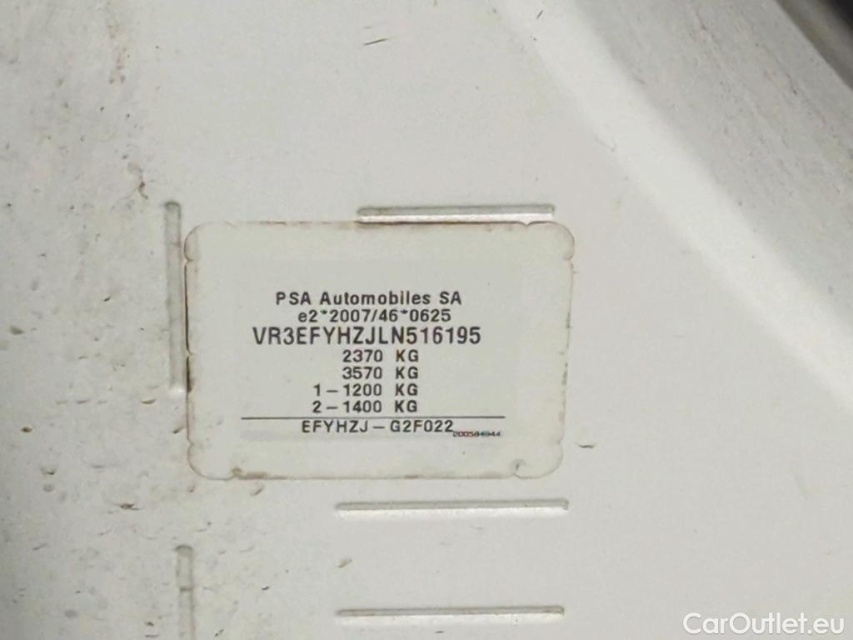 PSA Automobiles SA
e2*2007/46*0625
VR3EFYHZJLN516195
2370 KG
3570 KG
1-1200 KG
2-1400 KG
EFYHZJ-G2F022
CarOutlet.eu